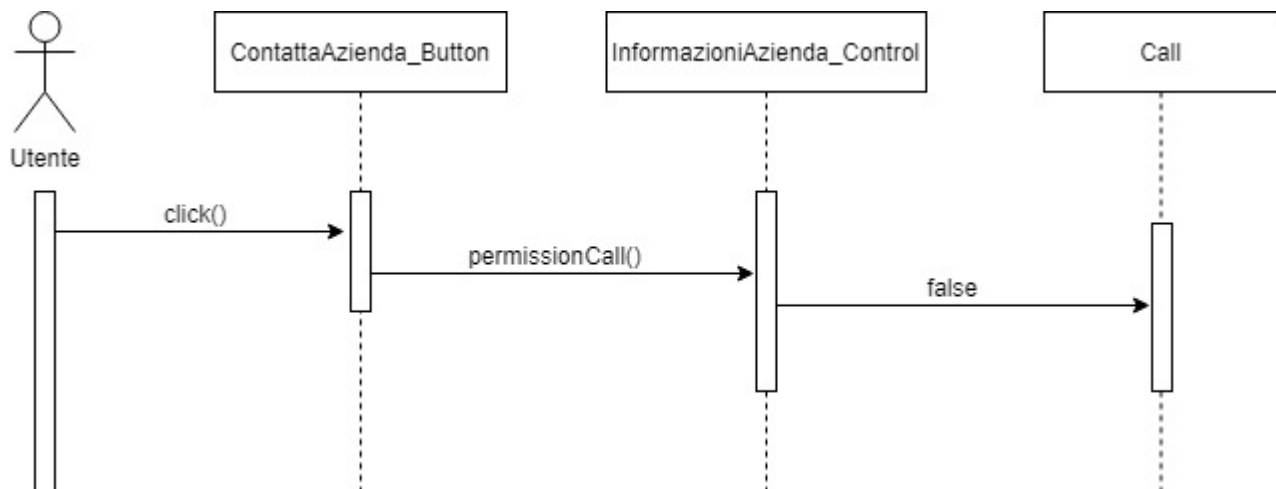 ContattaAzienda_Button
InformazioniAzienda_Control
Call
Utente
click()
permissionCall()
false